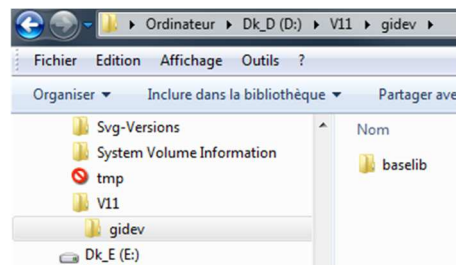 Ordinateur ▸ Dk_D (D:) ▸ V11 ▸ gidev ▸
Fichier Edition Affichage Outils ?
Organiser ▾ Inclure dans la bibliothèque ▾ Partager ave
Svg-Versions
System Volume Information
tmp
V11
gidev
Dk_E (E:)
Nom
baselib